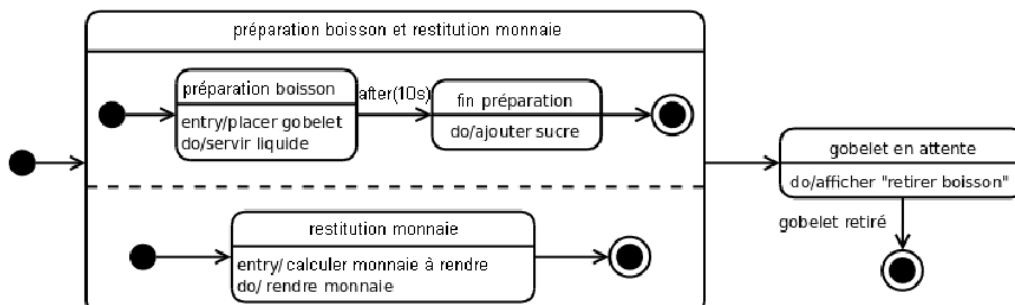 préparation boisson et restitution monnaie
préparation boisson
entry/placer gobelet
do/servir liquide
after(10s)
fin préparation
do/ajouter sucre
gobelet en attente
do/afficher "retirer boisson"
gobelet retiré
restitution monnaie
entry/ calculer monnaie à rendre
do/ rendre monnaie